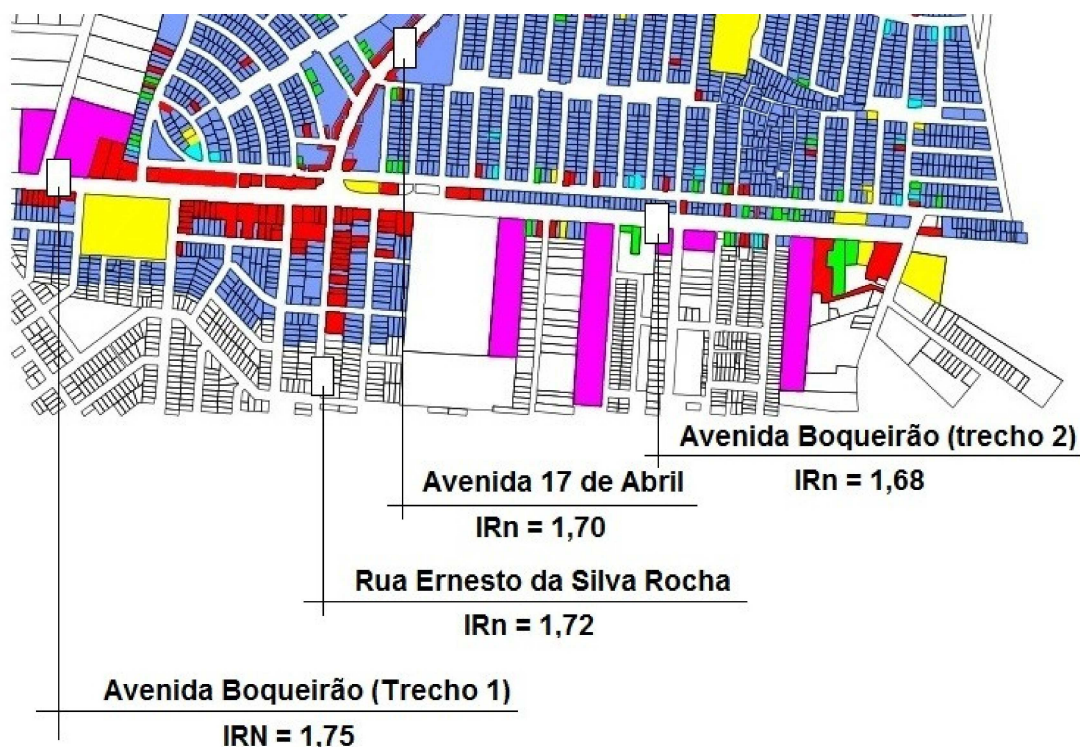 Avenida Boqueirão (trecho 2)
IRn = 1,68
Avenida 17 de Abril
IRn = 1,70
Rua Ernesto da Silva Rocha
IRn = 1,72
Avenida Boqueirão (Trecho 1)
IRN = 1,75